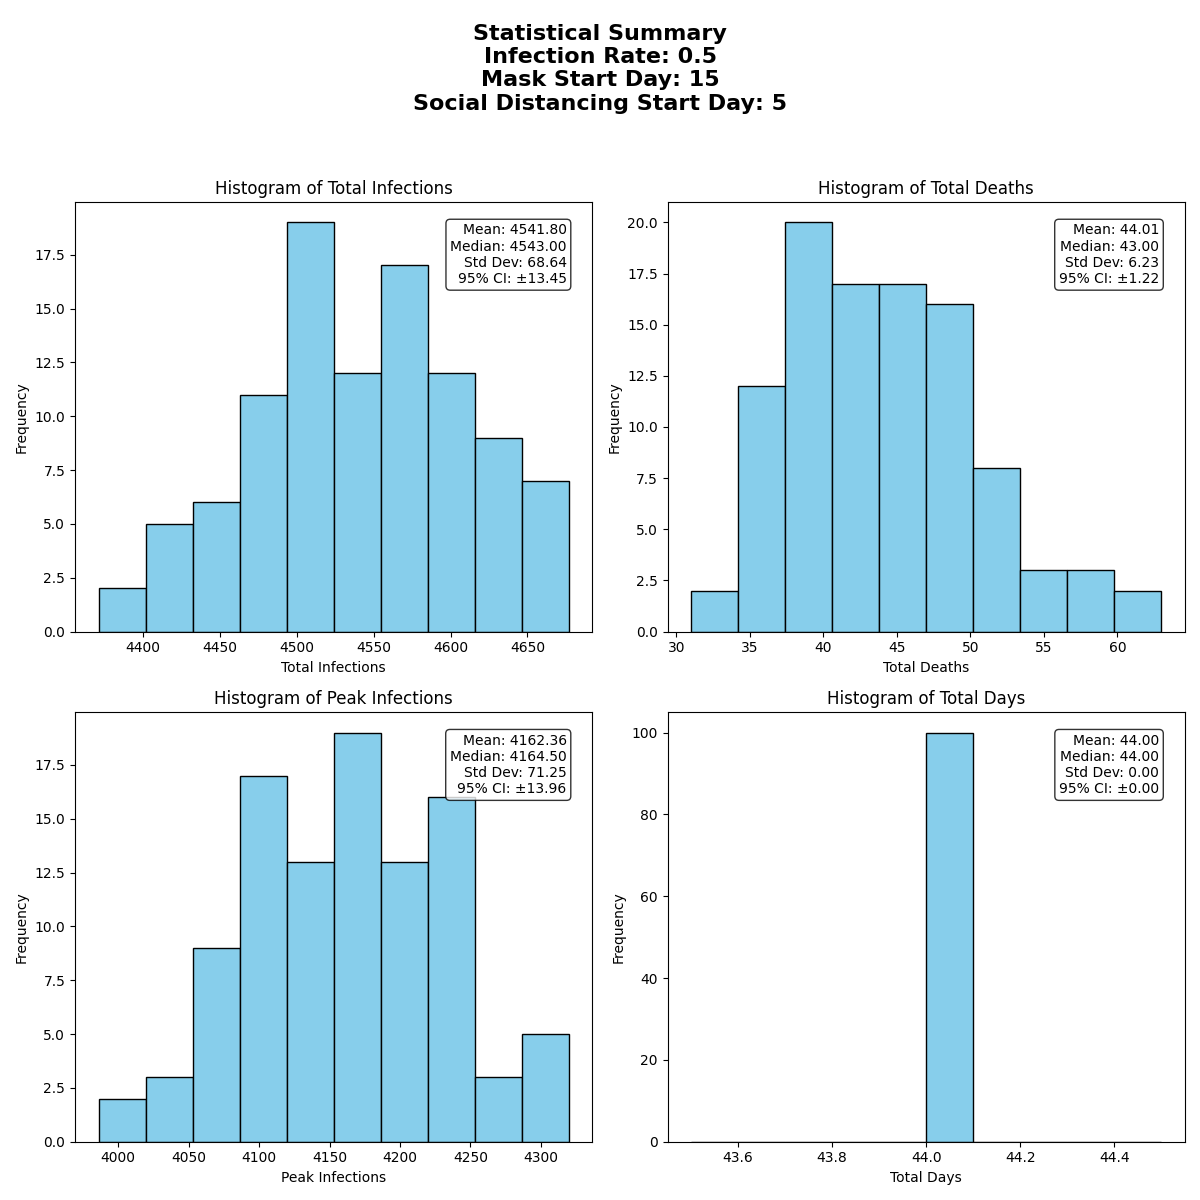 Statistical Summary
Infection Rate: 0.5
Mask Start Day: 15
Social Distancing Start Day: 5
Histogram of Total Infections
Mean: 4541.80
Median: 4543.00
Std Dev: 68.64
95% CI: ±13.45
17.5
15.0
12.5
10.0
7.5
5.0
2.5
0.0
Frequency
4400 4450 4500 4550 4600 4650
Total Infections
Histogram of Total Deaths
Mean: 44.01
Median: 43.00
Std Dev: 6.23
95% CI: ±1.22
20.0
17.5
15.0
12.5
10.0
7.5
5.0
2.5
0.0
Frequency
30 35 40 45 50 55 60
Total Deaths
Histogram of Peak Infections
Mean: 4162.36
Median: 4164.50
Std Dev: 71.25
95% CI: ±13.96
17.5
15.0
12.5
10.0
7.5
5.0
2.5
0.0
Frequency
4000 4050 4100 4150 4200 4250 4300
Peak Infections
Histogram of Total Days
Mean: 44.00
Median: 44.00
Std Dev: 0.00
95% CI: ±0.00
100
80
60
40
20
0
Frequency
43.6 43.8 44.0 44.2 44.4
Total Days